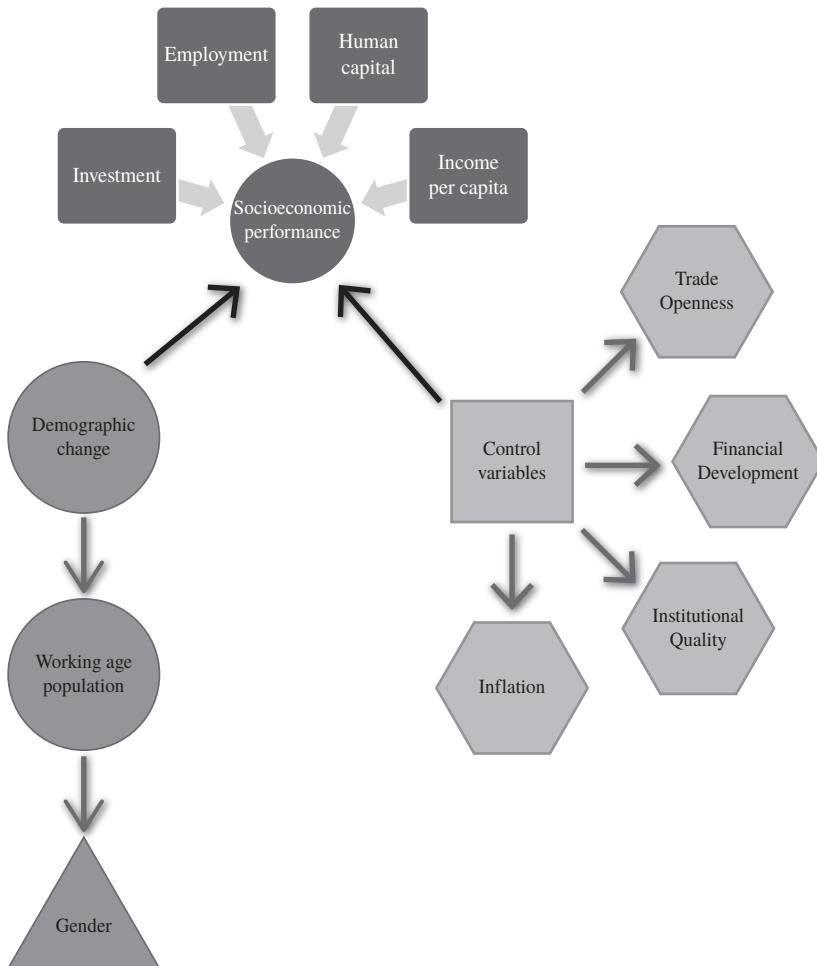 Employment
Human
capital
Investment
Income
per capita
Socioeconomic
performance
Trade
Openness
Demographic
change
Control
variables
Financial
Development
Institutional
Quality
Working age
population
Inflation
Gender